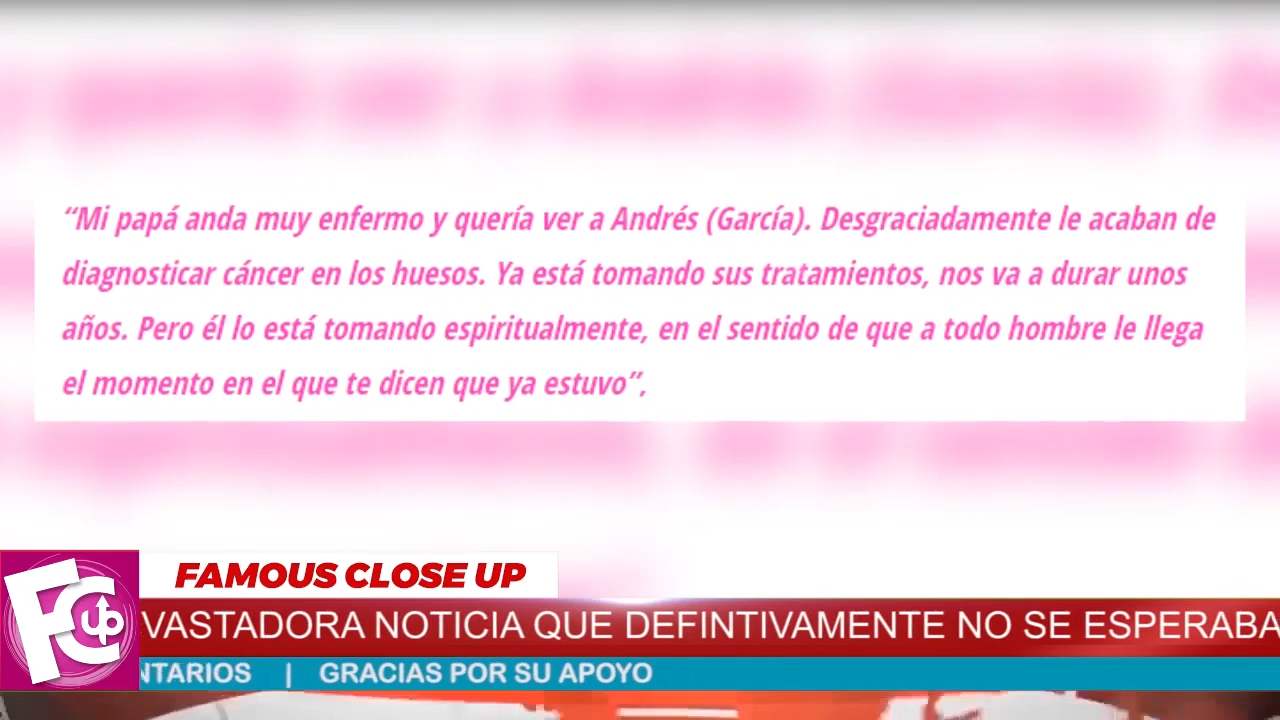 “Mi papá anda muy enfermo y quería ver a Andrés (García). Desgraciadamente le acaban de
diagnosticar cáncer en los huesos. Ya está tomando sus tratamientos, nos va a durar unos
años. Pero él lo está tomando espiritualmente, en el sentido de que a todo hombre le llega
el momento en el que te dicen que ya estuvo”,
FC UP
FAMOUS CLOSE UP
VASTADORA NOTICIA QUE DEFINTIVAMENTE NO SE ESPERABA
NTARIOS | GRACIAS POR SU APOYO